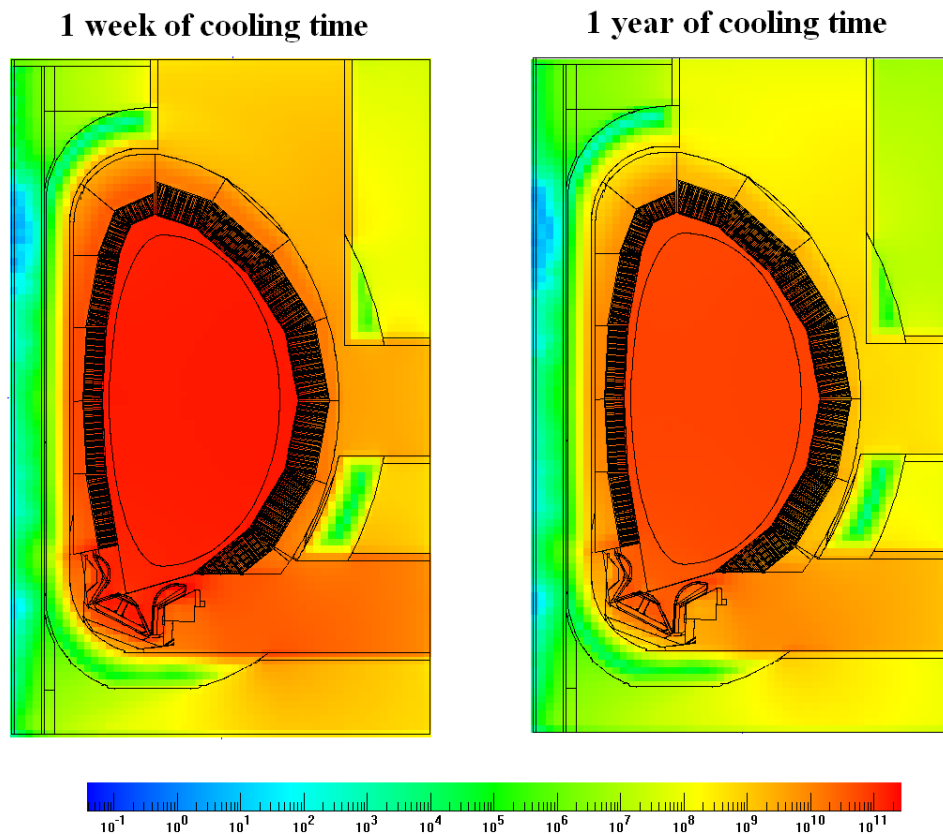 1 week of cooling time
1 year of cooling time
10⁻¹ 10⁰ 10¹ 10² 10³ 10⁴ 10⁵ 10⁶ 10⁷ 10⁸ 10⁹ 10¹⁰ 10¹¹